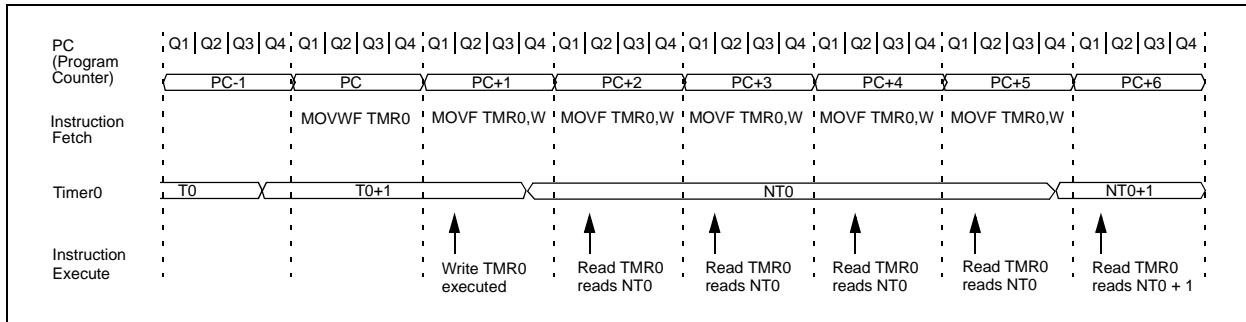 PC (Program Counter)
Q1 Q2 Q3 Q4 Q1 Q2 Q3 Q4 Q1 Q2 Q3 Q4 Q1 Q2 Q3 Q4 Q1 Q2 Q3 Q4 Q1 Q2 Q3 Q4 Q1 Q2 Q3 Q4 Q1 Q2 Q3 Q4
PC-1 PC PC+1 PC+2 PC+3 PC+4 PC+5 PC+6
Instruction Fetch
MOVWF TMR0 MOVF TMR0,W MOVF TMR0,W MOVF TMR0,W MOVF TMR0,W MOVF TMR0,W
Timer0
T0 T0+1 NT0 NT0+1
Instruction Execute
Write TMR0 executed
Read TMR0 reads NT0
Read TMR0 reads NT0
Read TMR0 reads NT0
Read TMR0 reads NT0
Read TMR0 reads NT0 + 1